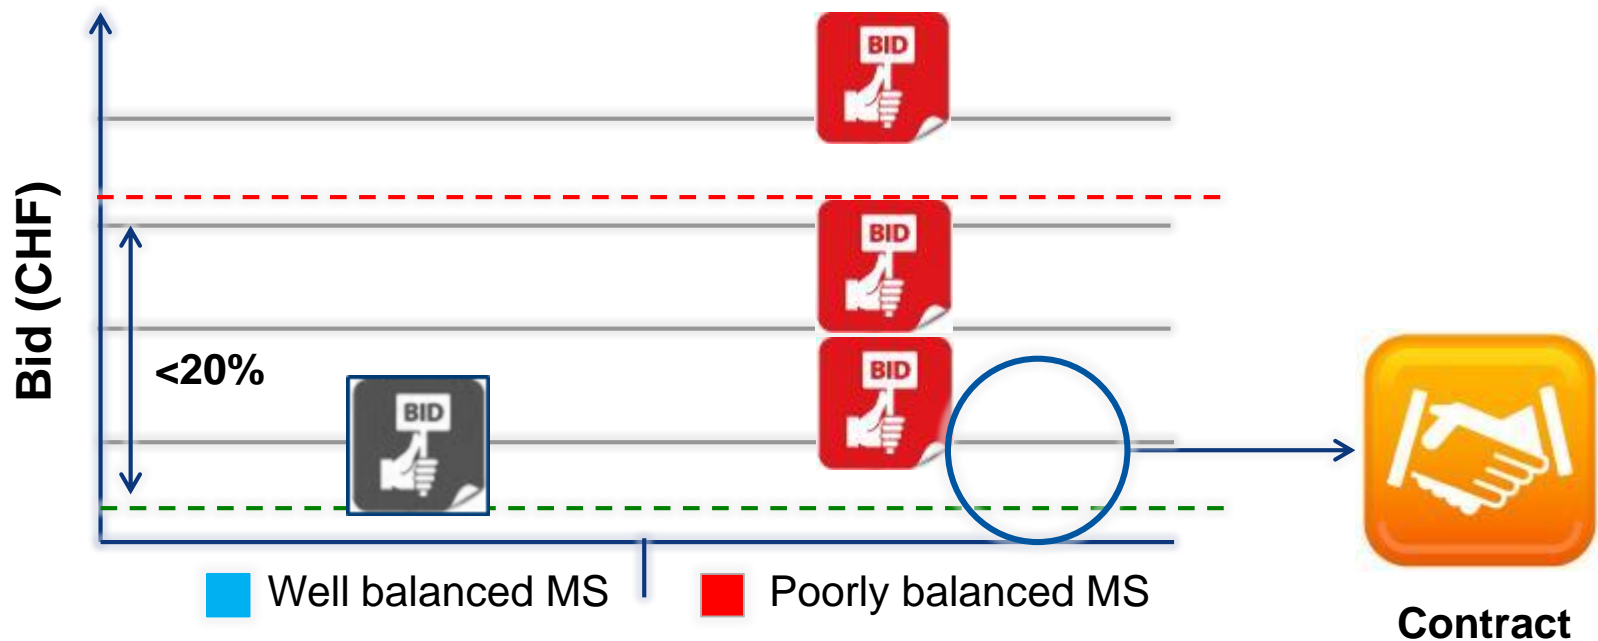 BID
Bid (CHF)
BID
<20%
BID
BID
Well balanced MS
Poorly balanced MS
Contract